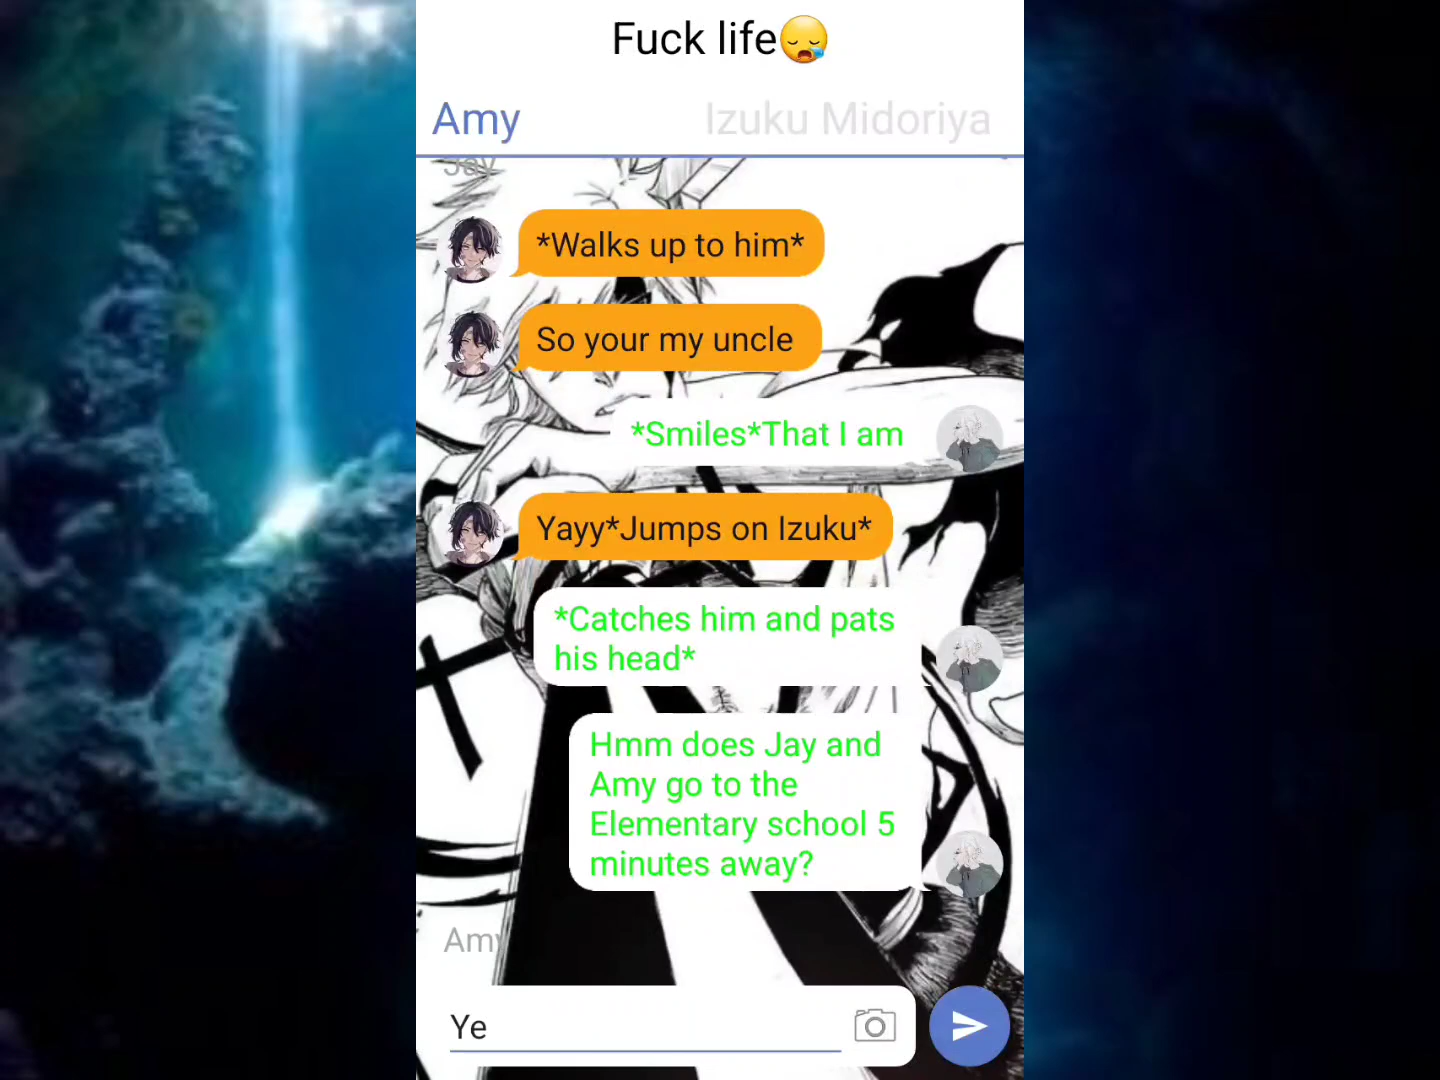 Fuck life😪
Amy Izuku Midoriya
Jay
*Walks up to him*
So your my uncle
*Smiles*That I am
Yayy*Jumps on Izuku*
*Catches him and pats
his head*
Hmm does Jay and
Amy go to the
Elementary school 5
minutes away?
Amy
Ye